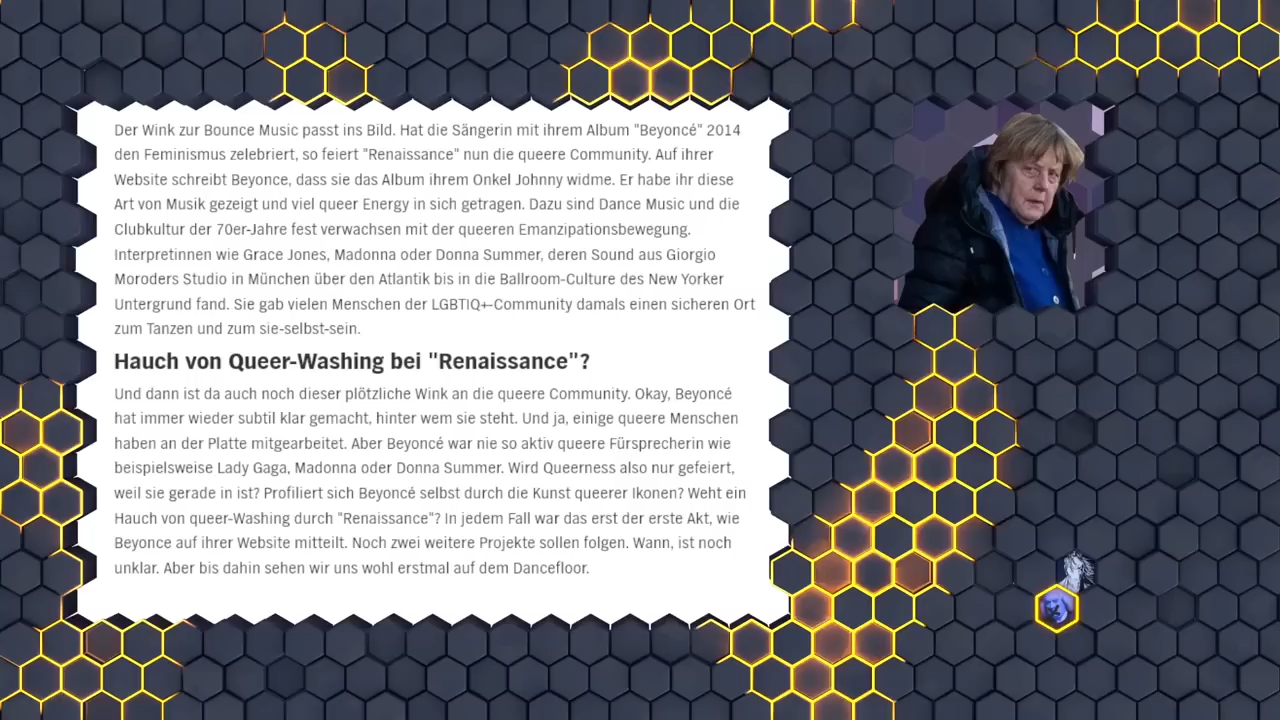 Der Wink zur Bounce Music passt ins Bild. Hat die Sängerin mit ihrem Album "Beyoncé" 2014
den Feminismus zelebriert, so feiert "Renaissance" nun die queere Community. Auf ihrer
Website schreibt Beyonce, dass sie das Album ihrem Onkel Johnny widme. Er habe ihr diese
Art von Musik gezeigt und viel queer Energy in sich getragen. Dazu sind Dance Music und die
Clubkultur der 70er-Jahre fest verwachsen mit der queeren Emanzipationsbewegung.
Interpretinnen wie Grace Jones, Madonna oder Donna Summer, deren Sound aus Giorgio
Moroders Studio in München über den Atlantik bis in die Ballroom-Culture des New Yorker
Untergrund fand. Sie gab vielen Menschen der LGBTIQ+-Community damals einen sicheren Ort
zum Tanzen und zum sie-selbst-sein.
Hauch von Queer-Washing bei "Renaissance"?
Und dann ist da auch noch dieser plötzliche Wink an die queere Community. Okay, Beyoncé
hat immer wieder subtil klar gemacht, hinter wem sie steht. Und ja, einige queere Menschen
haben an der Platte mitgearbeitet. Aber Beyoncé war nie so aktiv queere Fürsprecherin wie
beispielsweise Lady Gaga, Madonna oder Donna Summer. Wird Queerness also nur gefeiert,
weil sie gerade in ist? Profiliert sich Beyoncé selbst durch die Kunst queerer Ikonen? Weht ein
Hauch von queer-Washing durch "Renaissance"? In jedem Fall war das erst der erste Akt, wie
Beyonce auf ihrer Website mitteilt. Noch zwei weitere Projekte sollen folgen. Wann, ist noch
unklar. Aber bis dahin sehen wir uns wohl erstmal auf dem Dancefloor.